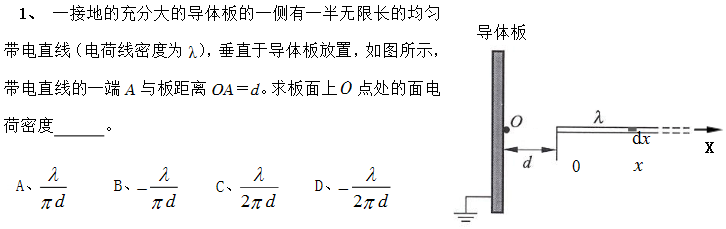 1、 一接地的充分大的导体板的一侧有一半无限长的均匀
带电直线（电荷线密度为 λ），垂直于导体板放置，如图所示，
带电直线的一端 A 与板距离 OA＝d。求板面上O 点处的面电
荷密度______ 。
A、λ/πd B、−λ/πd C、λ/2πd D、−λ/2πd
导体板
O
λ
dx
X
d
0
x